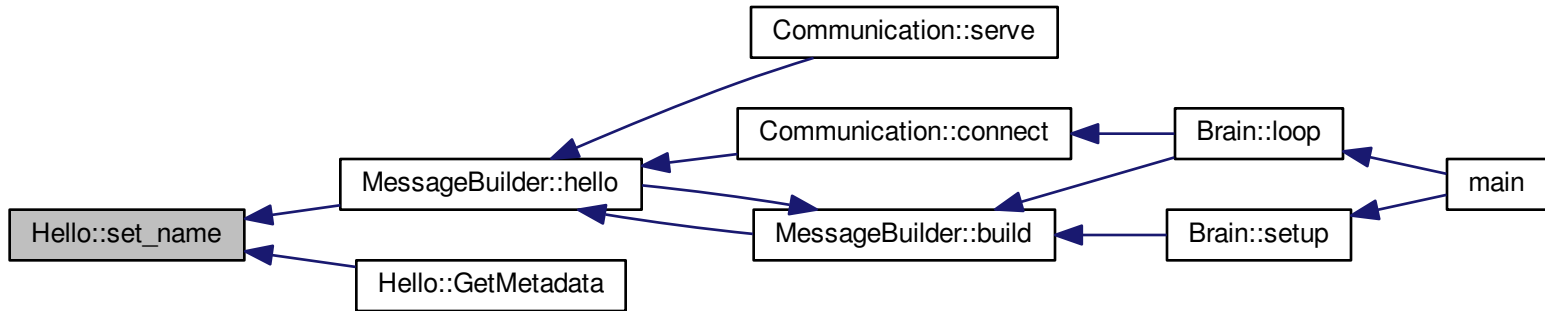 Communication::serve
Communication::connect
Brain::loop
MessageBuilder::hello
main
Hello::set_name
MessageBuilder::build
Brain::setup
Hello::GetMetadata